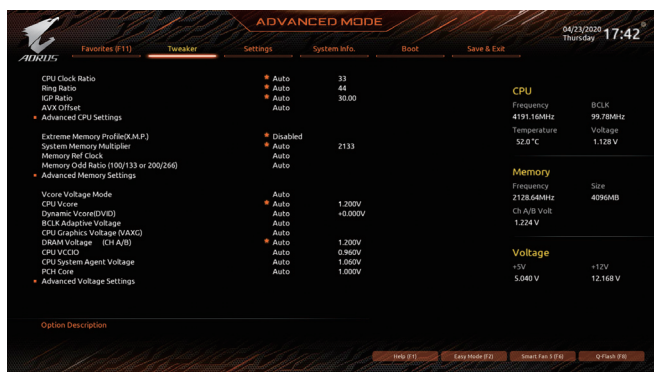 ADVANCED MODE
04/23/2020 Thursday 17:42
AORUS
Favorites (F11) Tweaker Settings System Info. Boot Save & Exit
CPU Clock Ratio Auto 33
Ring Ratio Auto 44
IGP Ratio Auto 30.00
AVX Offset Auto
Advanced CPU Settings
Extreme Memory Profile(X.M.P.) Disabled
System Memory Multiplier Auto 2133
Memory Ref Clock Auto
Memory Odd Ratio (100/133 or 200/266) Auto
Advanced Memory Settings
Vcore Voltage Mode Auto
CPU Vcore Auto 1.200V
Dynamic Vcore(DVID) Auto +0.000V
BCLK Adaptive Voltage Auto
CPU Graphics Voltage (VAXG) Auto
DRAM Voltage (CH A/B) Auto 1.200V
CPU VCCIO Auto 0.960V
CPU System Agent Voltage Auto 1.060V
PCH Core Auto 1.000V
Advanced Voltage Settings
CPU
Frequency BCLK
4191.16MHz 99.78MHz
Temperature Voltage
52.0 °C 1.128 V
Memory
Frequency Size
2128.64MHz 4096MB
Ch A/B Volt
1.224 V
Voltage
+5V +12V
5.040 V 12.168 V
Option Description
Help (F1) Easy Mode (F2) Smart Fan 5 (F6) Q-Flash (F8)